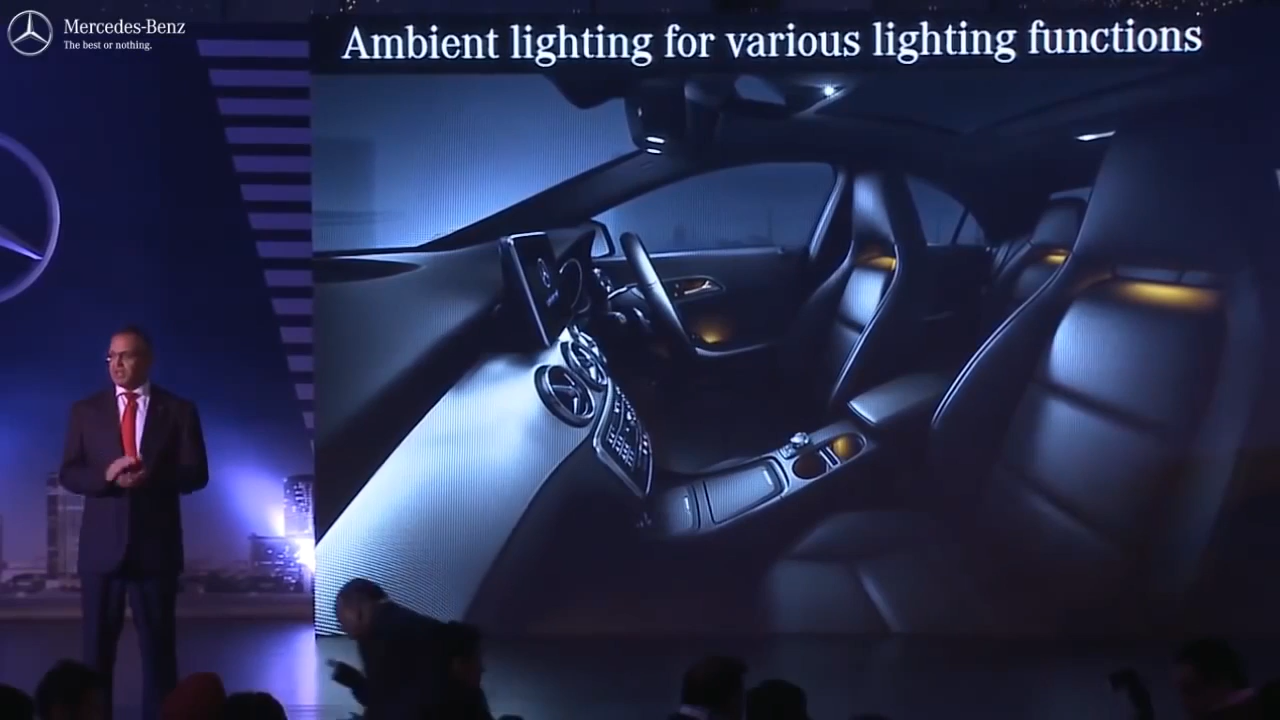 Mercedes-Benz
The best or nothing.
Ambient lighting for various lighting functions